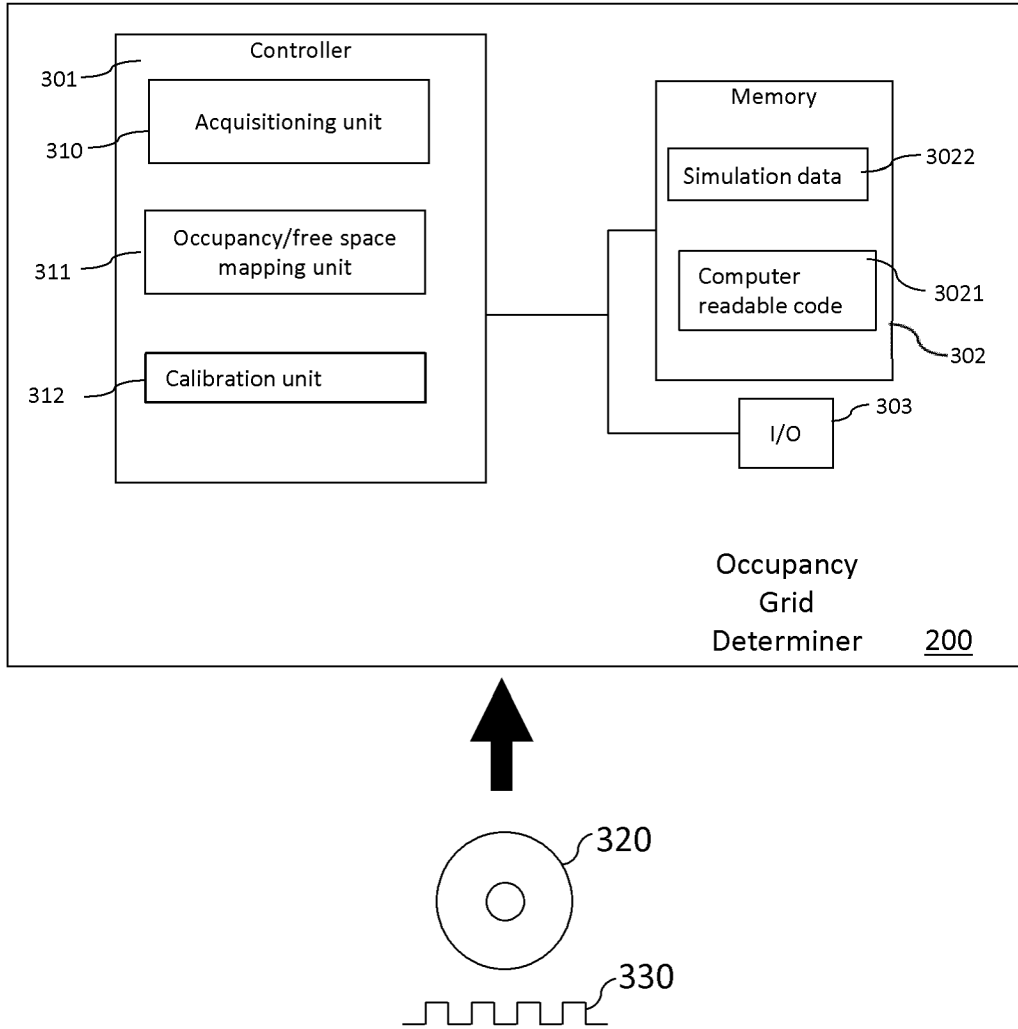 Controller
301
Acquisitioning unit
310
Occupancy/free space
mapping unit
311
Calibration unit
312
Memory
Simulation data
3022
Computer
readable code
3021
302
I/O
303
Occupancy
Grid
Determiner 200
320
330